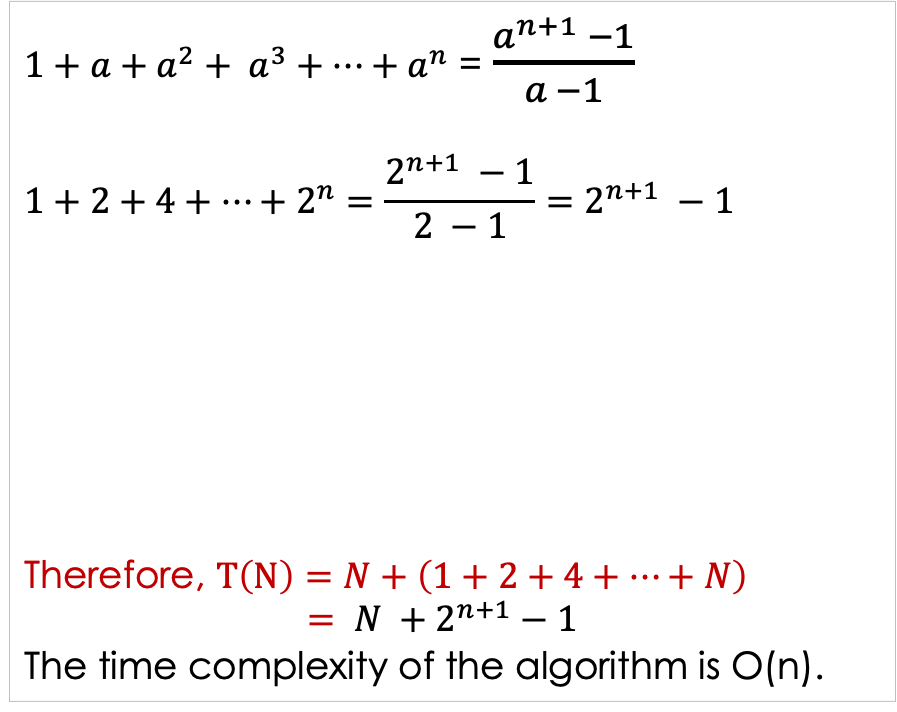 1 + a + a² + a³ + ⋯ + aⁿ = (aⁿ⁺¹ −1)/(a −1)
1 + 2 + 4 + ⋯ + 2ⁿ = (2ⁿ⁺¹ − 1)/(2 − 1) = 2ⁿ⁺¹ − 1
Therefore, T(N) = N + (1 + 2 + 4 + ⋯ + N)
= N + 2ⁿ⁺¹ − 1
The time complexity of the algorithm is O(n).